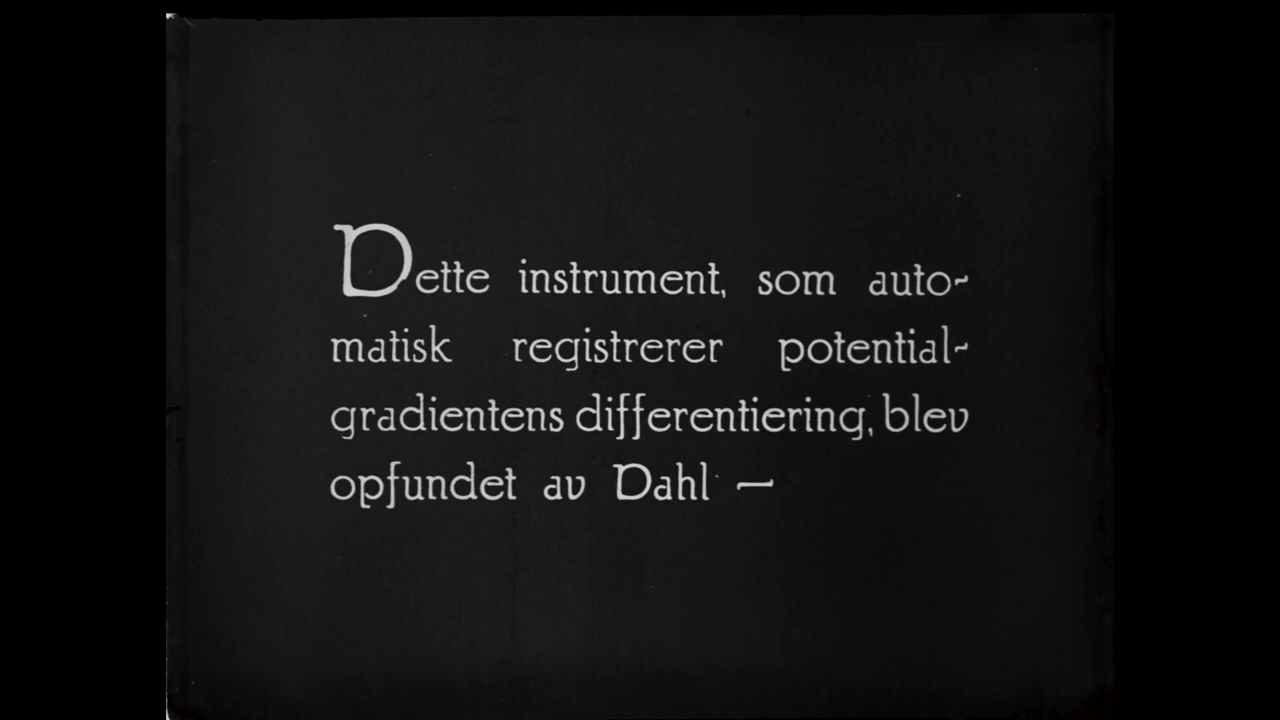 Dette instrument, som auto-
matisk registrerer potential-
gradientens differentiering, blev
opfundet av Dahl —